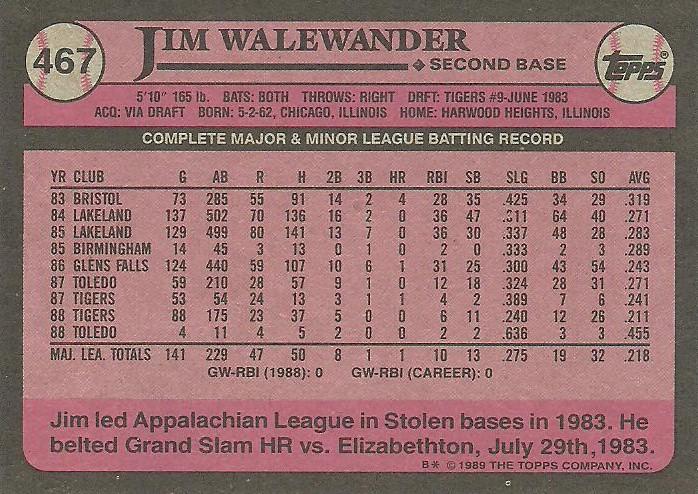 467
JIM WALEWANDER
SECOND BASE
TOPPS®
5'10" 165 lb. BATS: BOTH THROWS: RIGHT DRFT: TIGERS #9-JUNE 1983
ACQ: VIA DRAFT BORN: 5-2-62, CHICAGO, ILLINOIS HOME: HARWOOD HEIGHTS, ILLINOIS
COMPLETE MAJOR & MINOR LEAGUE BATTING RECORD
YR CLUB G AB R H 2B 3B HR RBI SB SLG BB SO AVG
83 BRISTOL 73 285 55 91 14 2 4 28 35 .425 34 29 .319
84 LAKELAND 137 502 70 136 16 2 0 36 47 .311 64 40 .271
85 LAKELAND 129 499 80 141 13 7 0 36 30 .337 48 28 .283
85 BIRMINGHAM 14 45 3 13 0 1 0 2 0 .333 2 3 .289
86 GLENS FALLS 124 440 59 107 10 6 1 31 25 .300 43 54 .243
87 TOLEDO 59 210 28 57 9 1 0 12 18 .324 28 31 .271
87 TIGERS 53 54 24 13 3 1 1 4 2 .389 7 6 .241
88 TIGERS 88 175 23 37 5 0 0 6 11 .240 12 26 .211
88 TOLEDO 4 11 4 5 2 0 0 2 2 .636 3 3 .455
MAJ. LEA. TOTALS 141 229 47 50 8 1 1 10 13 .275 19 32 .218
GW-RBI (1988): 0 GW-RBI (CAREER): 0
Jim led Appalachian League in Stolen bases in 1983. He
belted Grand Slam HR vs. Elizabethton, July 29th, 1983.
B* © 1989 THE TOPPS COMPANY, INC.